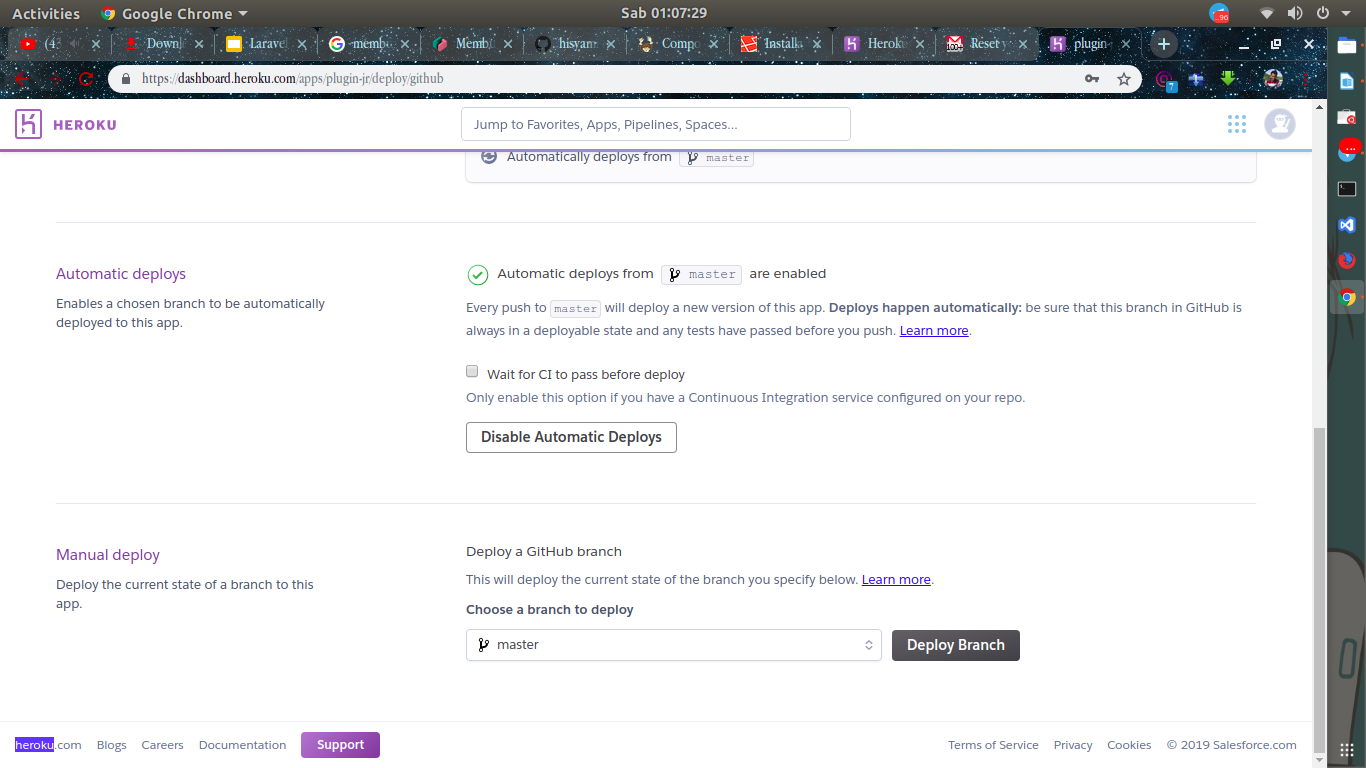 Activities Google Chrome Sab 01:07:29 96
(4: Downl Laravel membu Memb hisyam Compo Install Heroku Reset y plugin-
https://dashboard.heroku.com/apps/plugin-jr/deploy/github 7
HEROKU Jump to Favorites, Apps, Pipelines, Spaces...
Automatically deploys from master
Automatic deploys
Enables a chosen branch to be automatically
deployed to this app.
Automatic deploys from master are enabled
Every push to master will deploy a new version of this app. Deploys happen automatically: be sure that this branch in GitHub is
always in a deployable state and any tests have passed before you push. Learn more.
Wait for CI to pass before deploy
Only enable this option if you have a Continuous Integration service configured on your repo.
Disable Automatic Deploys
Manual deploy
Deploy the current state of a branch to this
app.
Deploy a GitHub branch
This will deploy the current state of the branch you specify below. Learn more.
Choose a branch to deploy
master Deploy Branch
heroku.com Blogs Careers Documentation Support Terms of Service Privacy Cookies © 2019 Salesforce.com